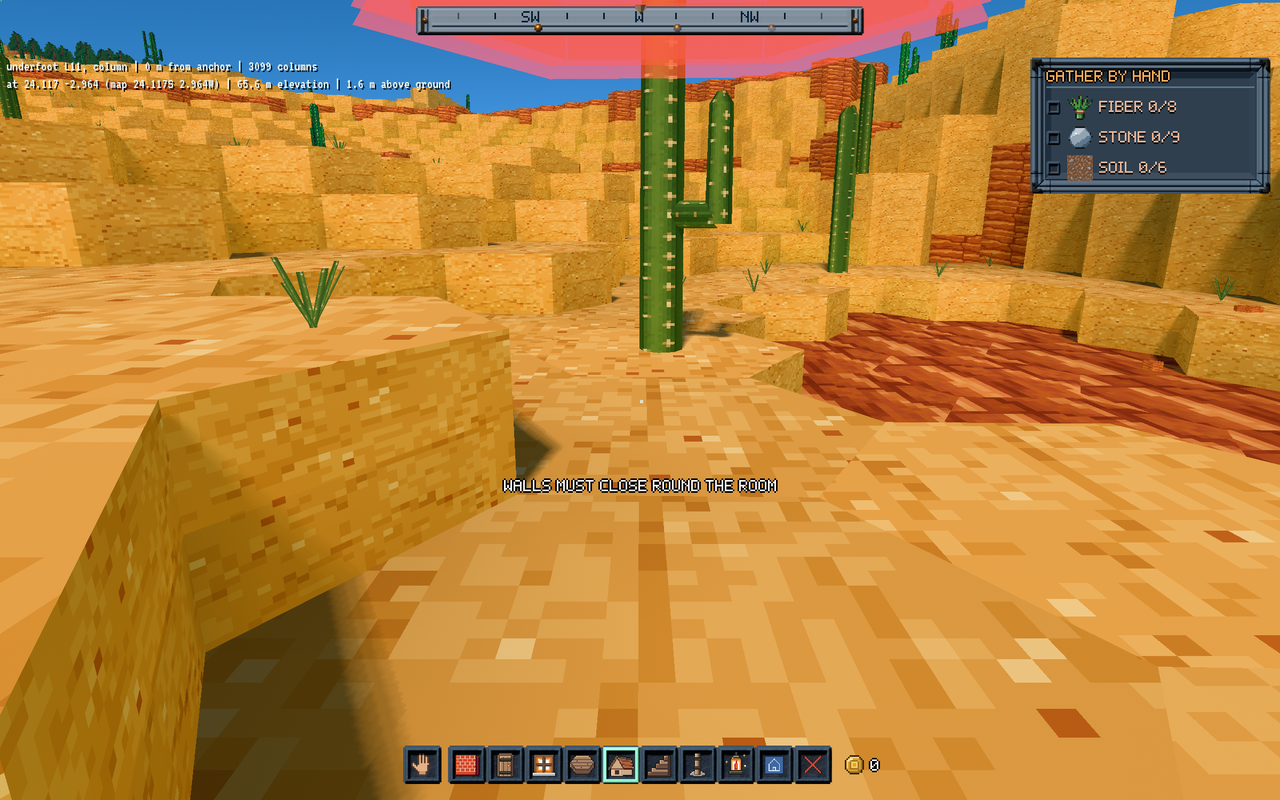 SW W NW
underfoot L11, column | 0 m from anchor | 3099 columns
at 24.117 -2.964 (map 24.117S 2.964W) | 65.6 m elevation | 1.6 m above ground
GATHER BY HAND
FIBER 0/8
STONE 0/9
SOIL 0/6
WALLS MUST CLOSE ROUND THE ROOM
0